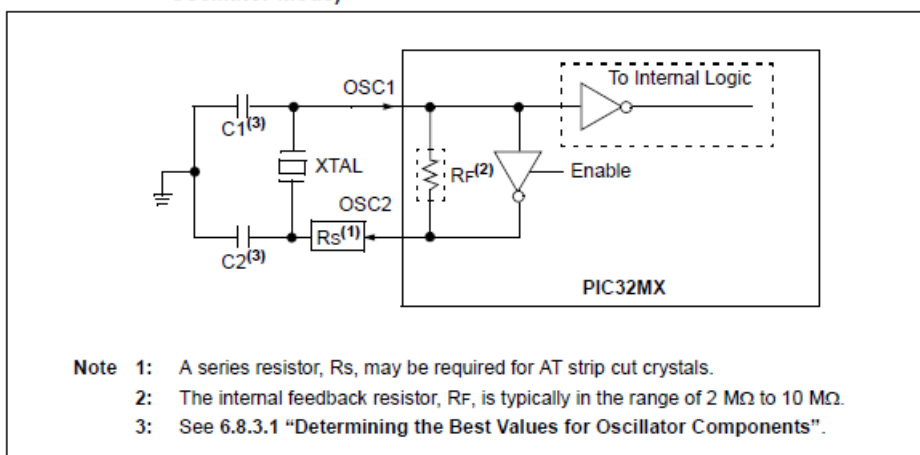 To Internal Logic
OSC1
C1(3)
XTAL
RF(2)
Enable
OSC2
RS(1)
C2(3)
PIC32MX
Note 1: A series resistor, RS, may be required for AT strip cut crystals.
2: The internal feedback resistor, RF, is typically in the range of 2 MΩ to 10 MΩ.
3: See 6.8.3.1 “Determining the Best Values for Oscillator Components”.